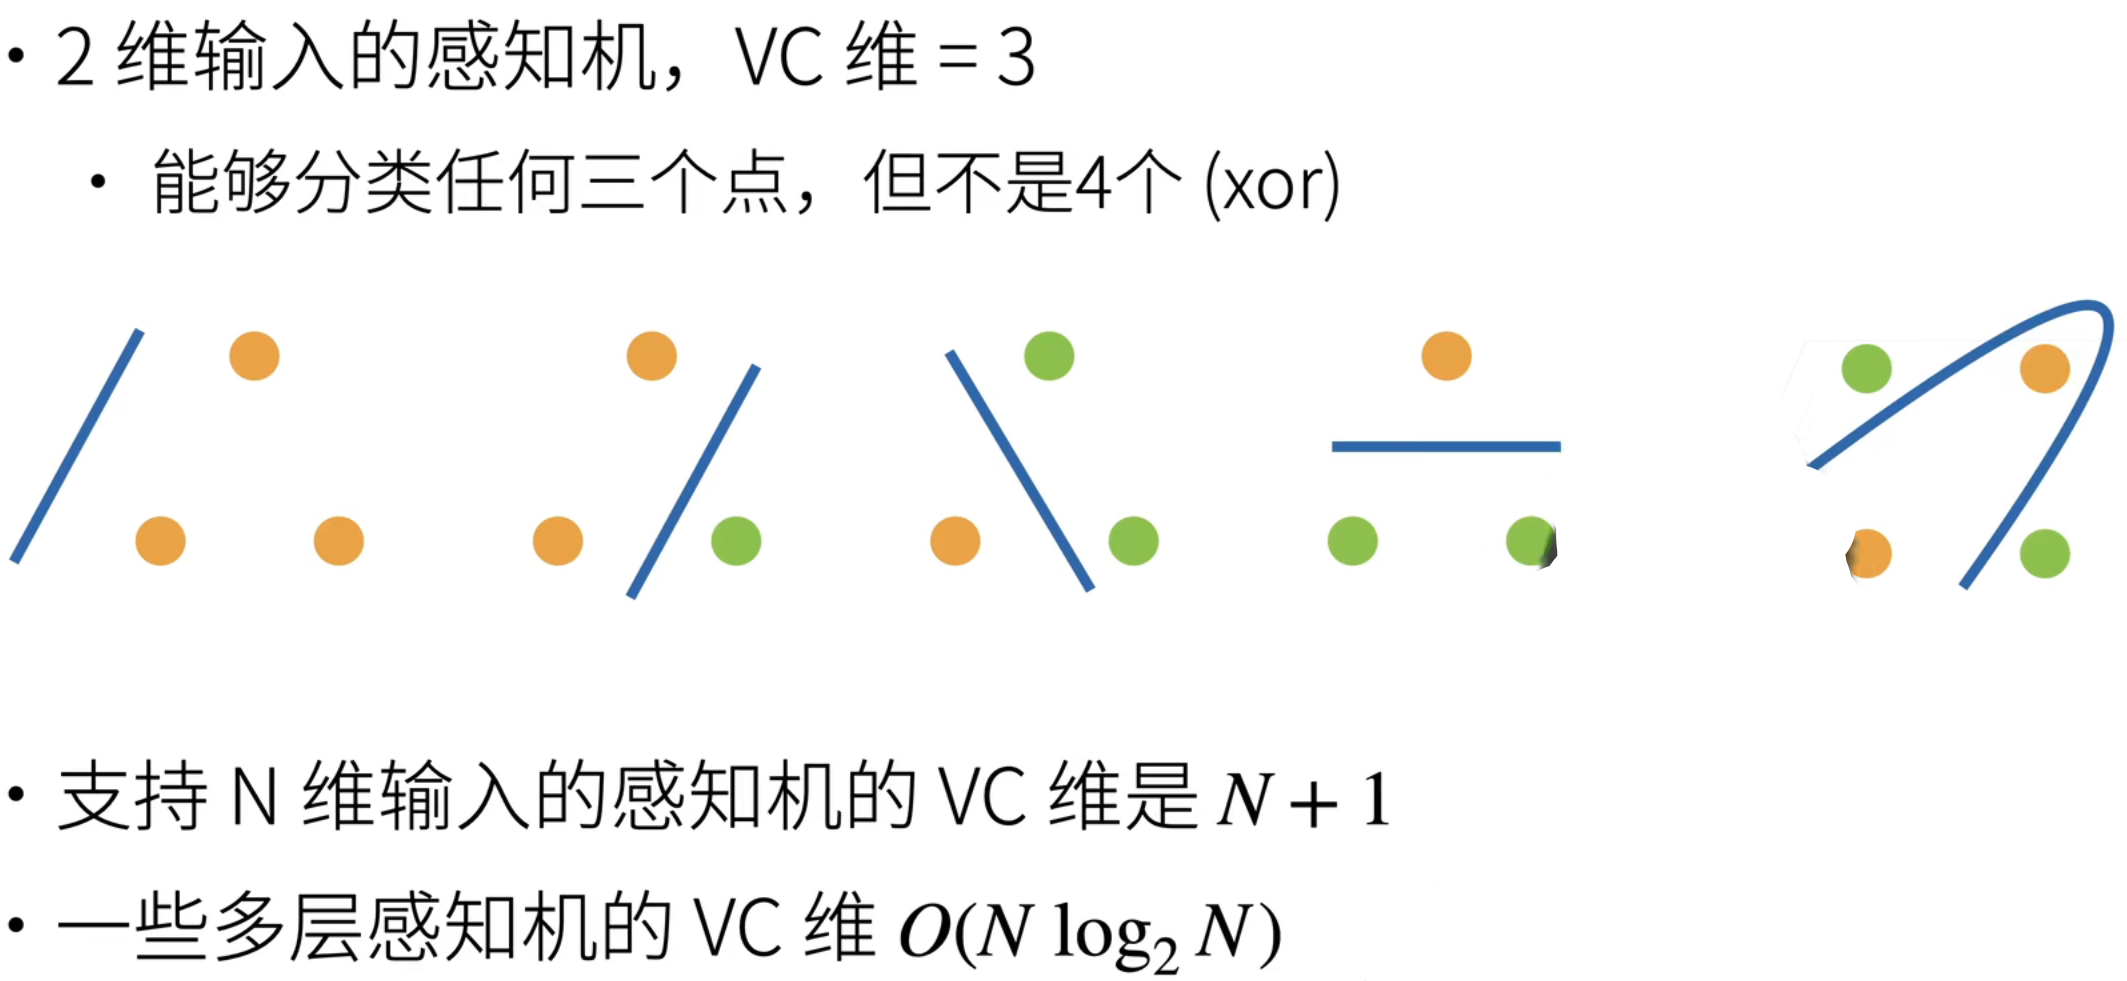 • 2 维输入的感知机，VC 维 = 3
• 能够分类任何三个点，但不是4个 (xor)
• 支持 N 维输入的感知机的 VC 维是 N + 1
• 一些多层感知机的 VC 维 O(N log₂ N)